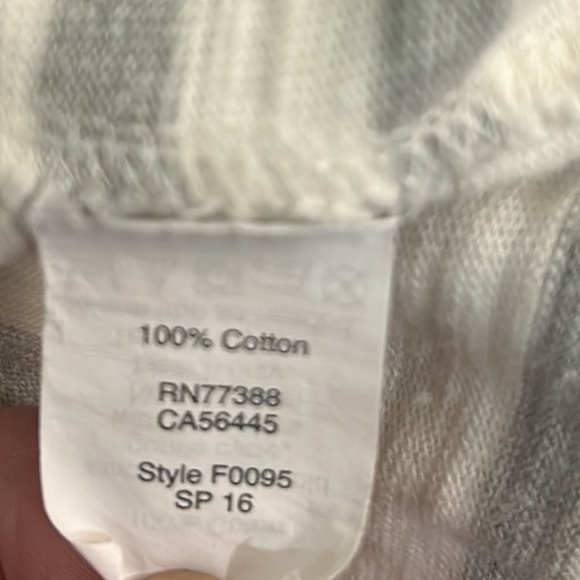 100% Cotton
RN77388
CA56445
Style F0095
SP 16